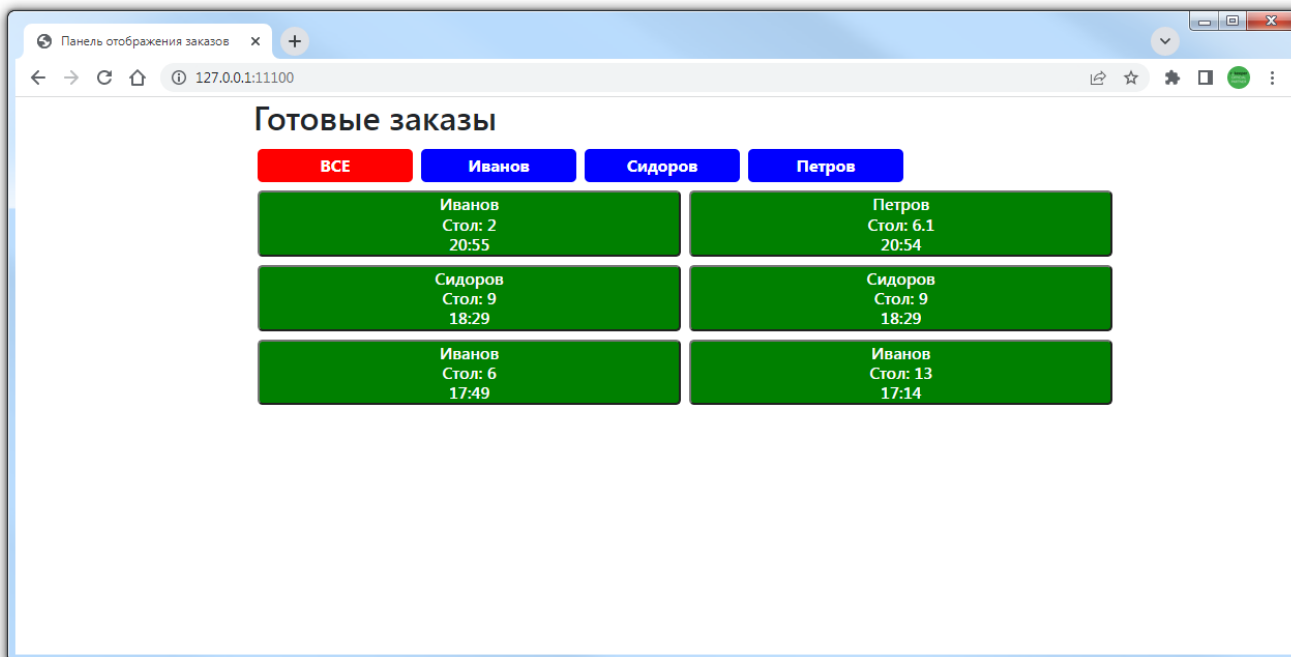 Панель отображения заказов
127.0.0.1:11100
Готовые заказы
ВСЕ Иванов Сидоров Петров
Иванов
Стол: 2
20:55
Петров
Стол: 6.1
20:54
Сидоров
Стол: 9
18:29
Сидоров
Стол: 9
18:29
Иванов
Стол: 6
17:49
Иванов
Стол: 13
17:14